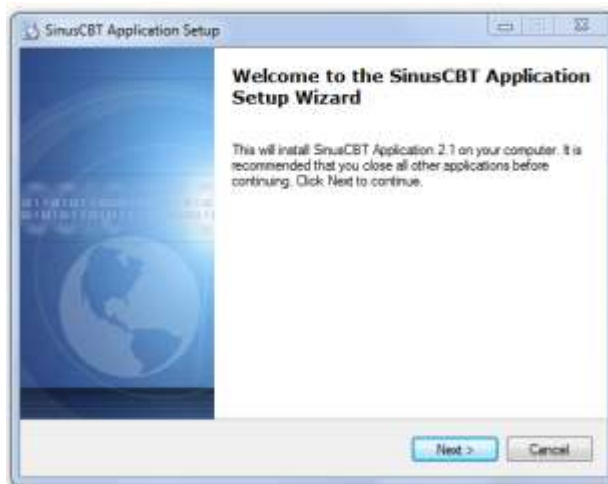 SinusCBT Application Setup
Welcome to the SinusCBT Application
Setup Wizard
This will install SinusCBT Application 2.1 on your computer. It is
recommended that you close all other applications before
continuing. Click Next to continue.
Next >
Cancel